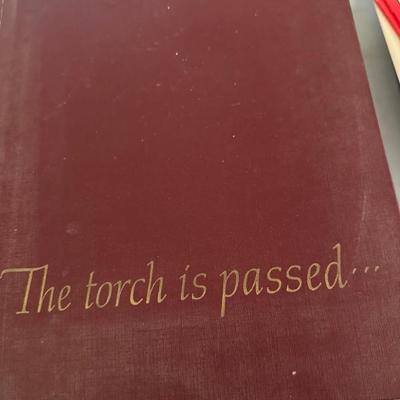 The torch is passed...